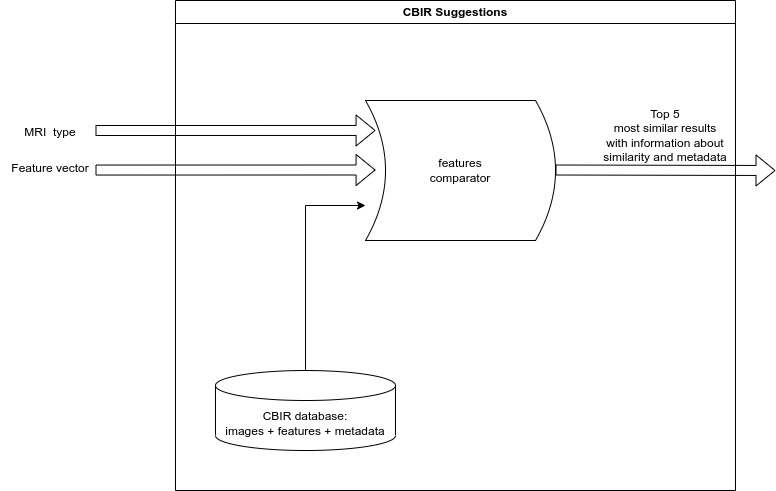 CBIR Suggestions
MRI  type
Feature vector
features
comparator
Top 5
most similar results
with information about
similarity and metadata
CBIR database:
images + features + metadata